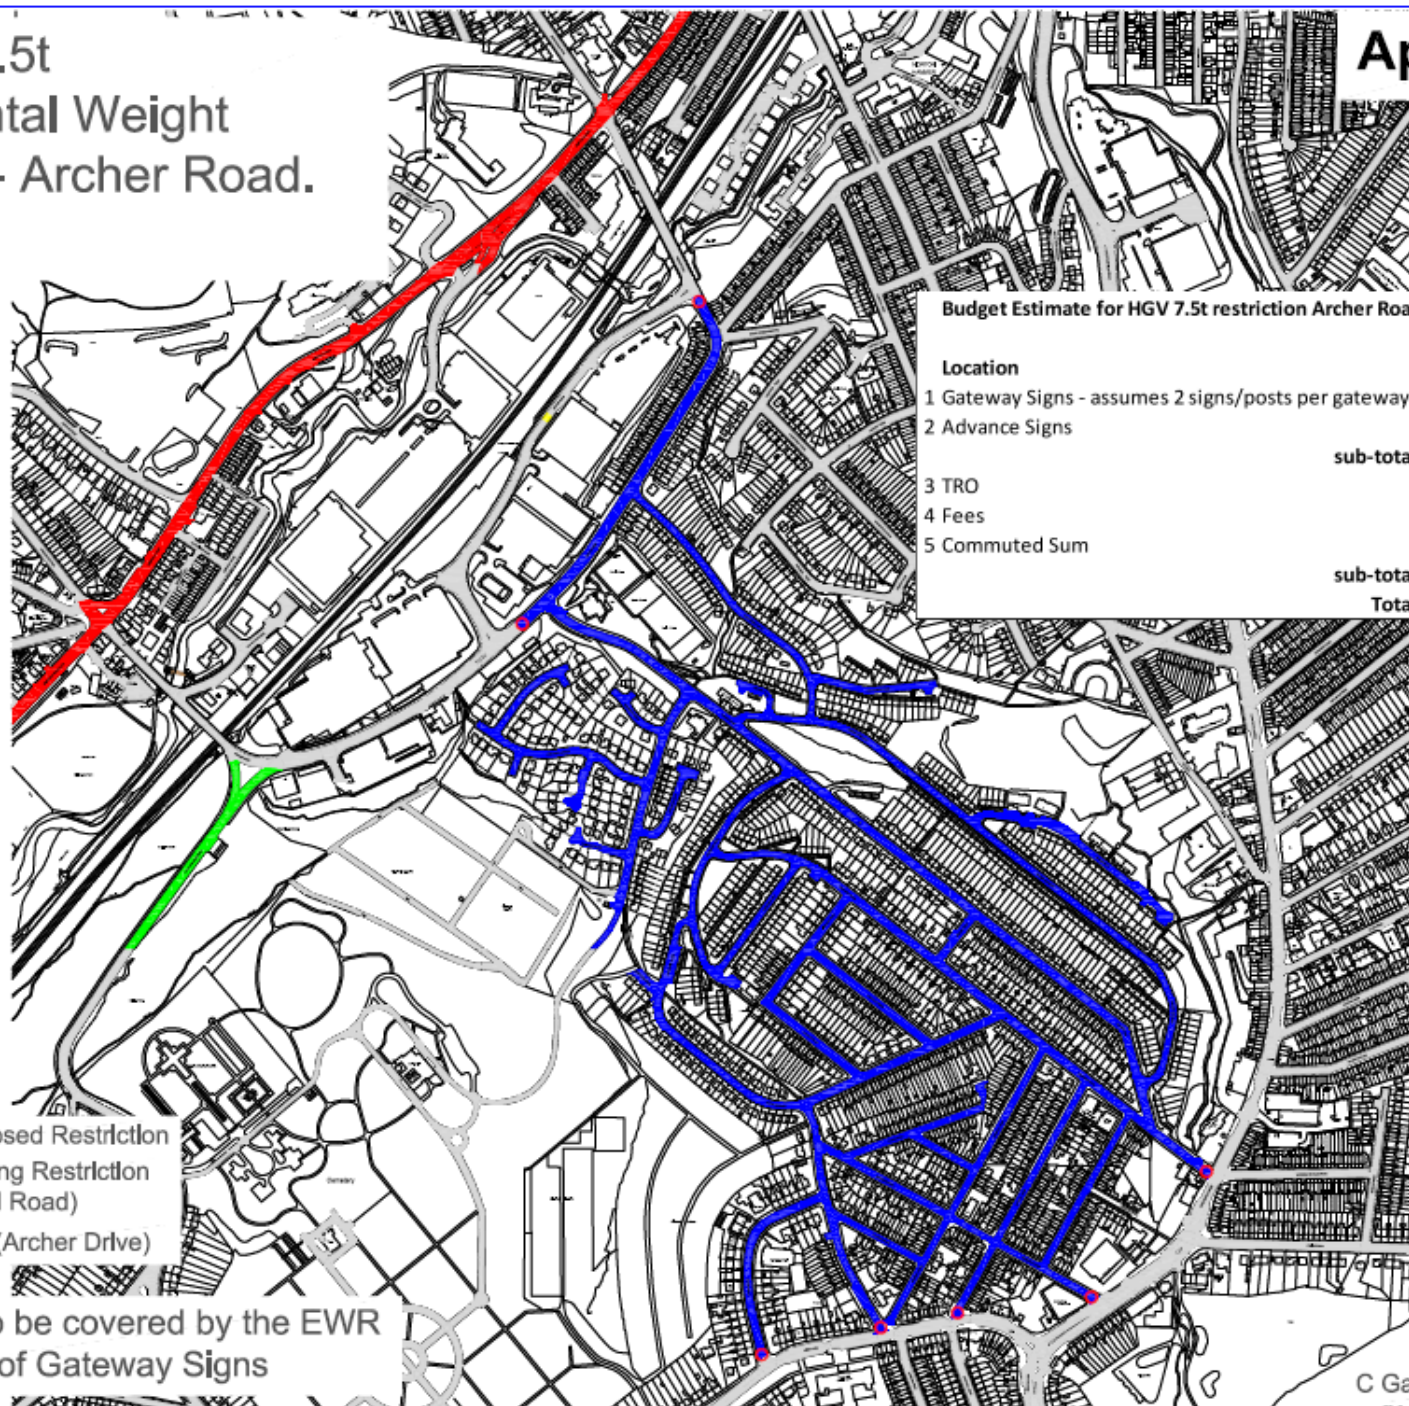 .5t
ntal Weight
- Archer Road.
Ap
Budget Estimate for HGV 7.5t restriction Archer Roa
Location
1 Gateway Signs - assumes 2 signs/posts per gateway
2 Advance Signs
sub-tota
3 TRO
4 Fees
5 Commuted Sum
sub-tota
Tota
Cemetery
osed Restriction
ng Restriction
l Road)
(Archer Drive)
o be covered by the EWR
of Gateway Signs
C Ga